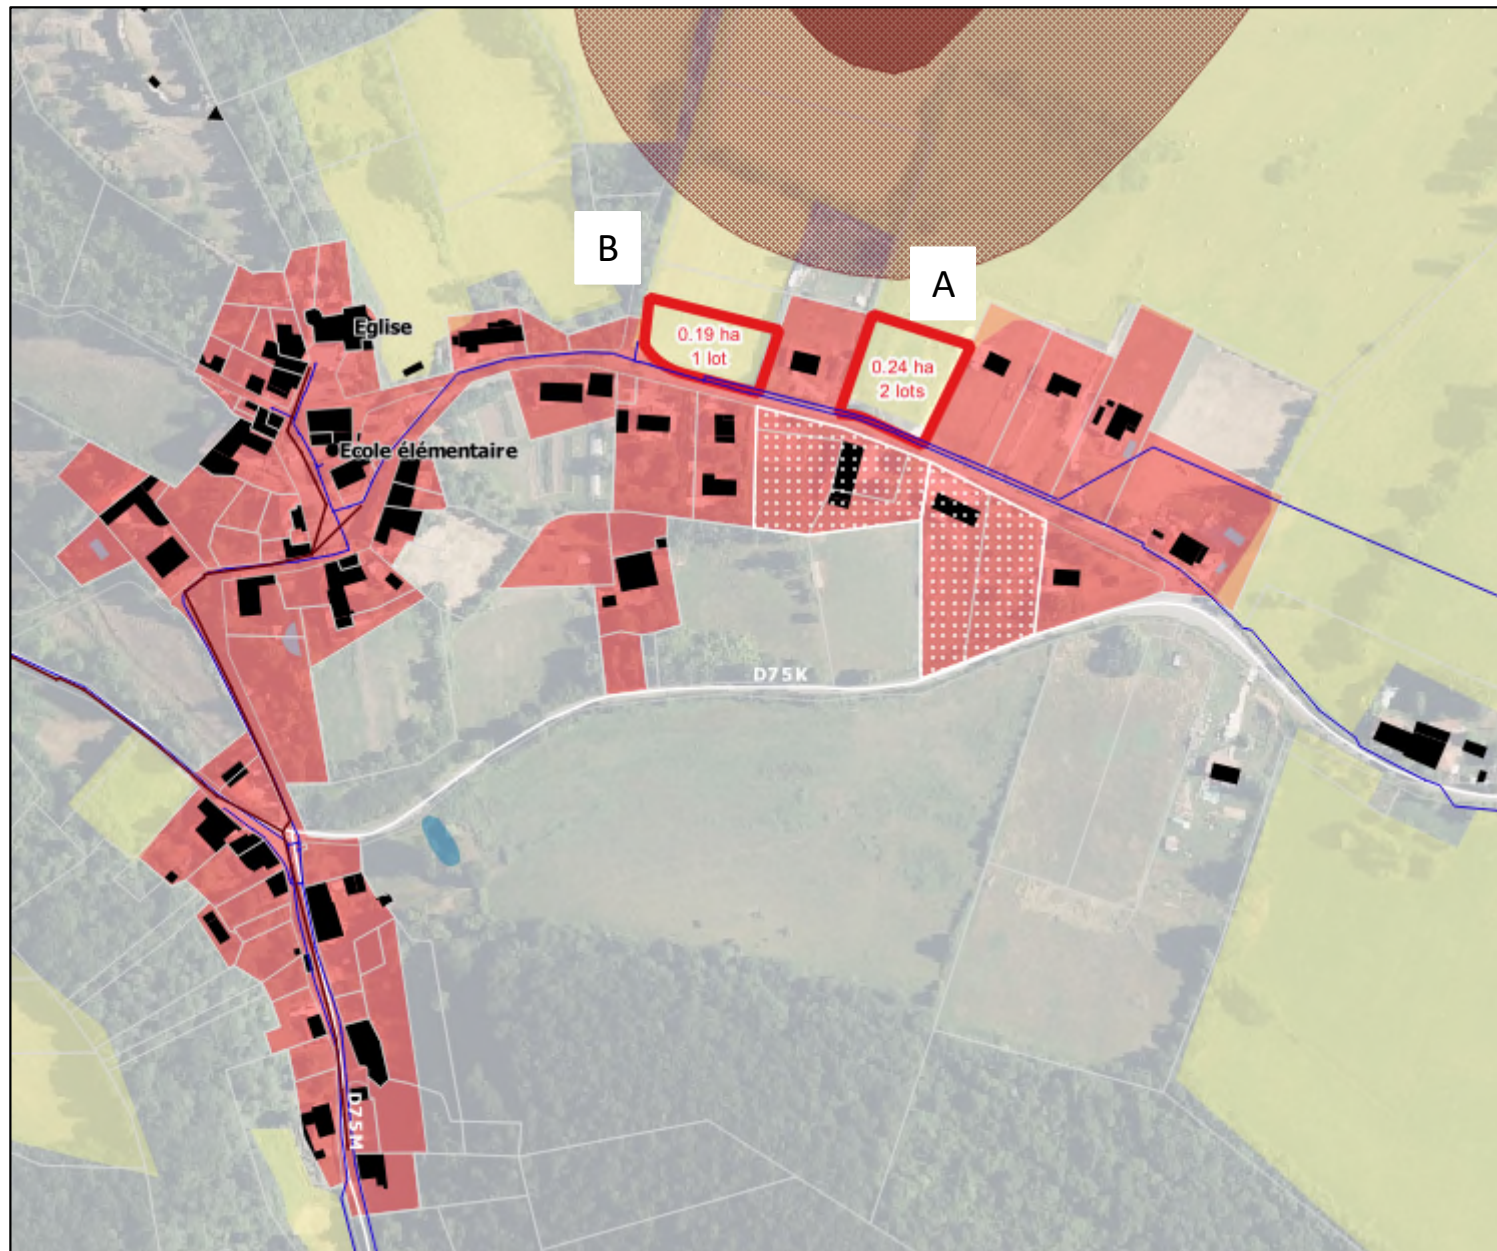 B
A
Eglise
0.19 ha
1 lot
0.24 ha
2 lots
Ecole élémentaire
D75K
D75M